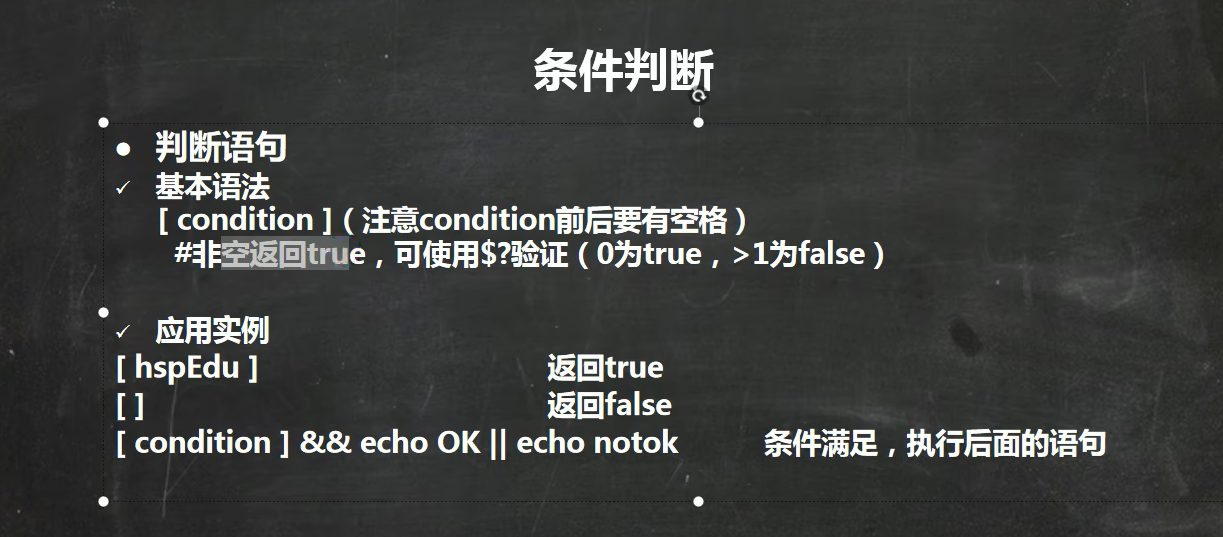 条件判断
● 判断语句
✓ 基本语法
[ condition ]（注意condition前后要有空格）
#非空返回true，可使用$?验证（0为true，>1为false）
✓ 应用实例
[ hspEdu ] 返回true
[ ] 返回false
[ condition ] && echo OK || echo notok 条件满足，执行后面的语句